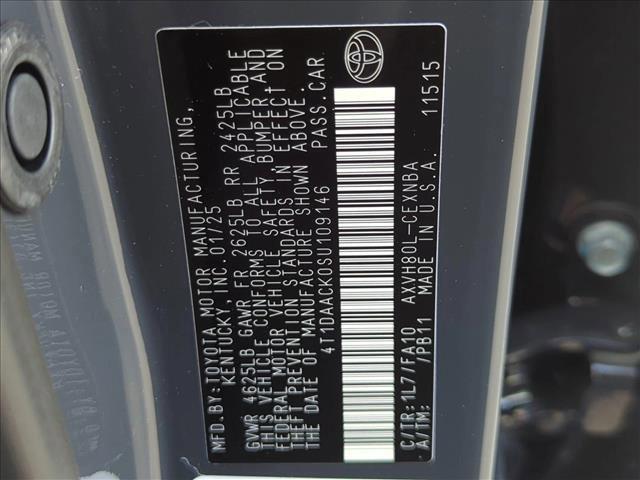 MFD.BY:TOYOTA MOTOR MANUFACTURING,
KENTUCKY, INC. 01/25
GVWR 4625LB GAWR FR 2625LB RR 2425LB
THIS VEHICLE CONFORMS TO ALL APPLICABLE
FEDERAL MOTOR VEHICLE SAFETY, BUMPER, AND
THEFT PREVENTION STANDARDS IN EFFECT ON
THE DATE OF MANUFACTURE SHOWN ABOVE.
4T1DAACK0SU109146 PASS.CAR
C/TR:1L7/FA10 AXVH80L-CEXNBA
A/TM: /PB11 MADE IN U.S.A. 11515